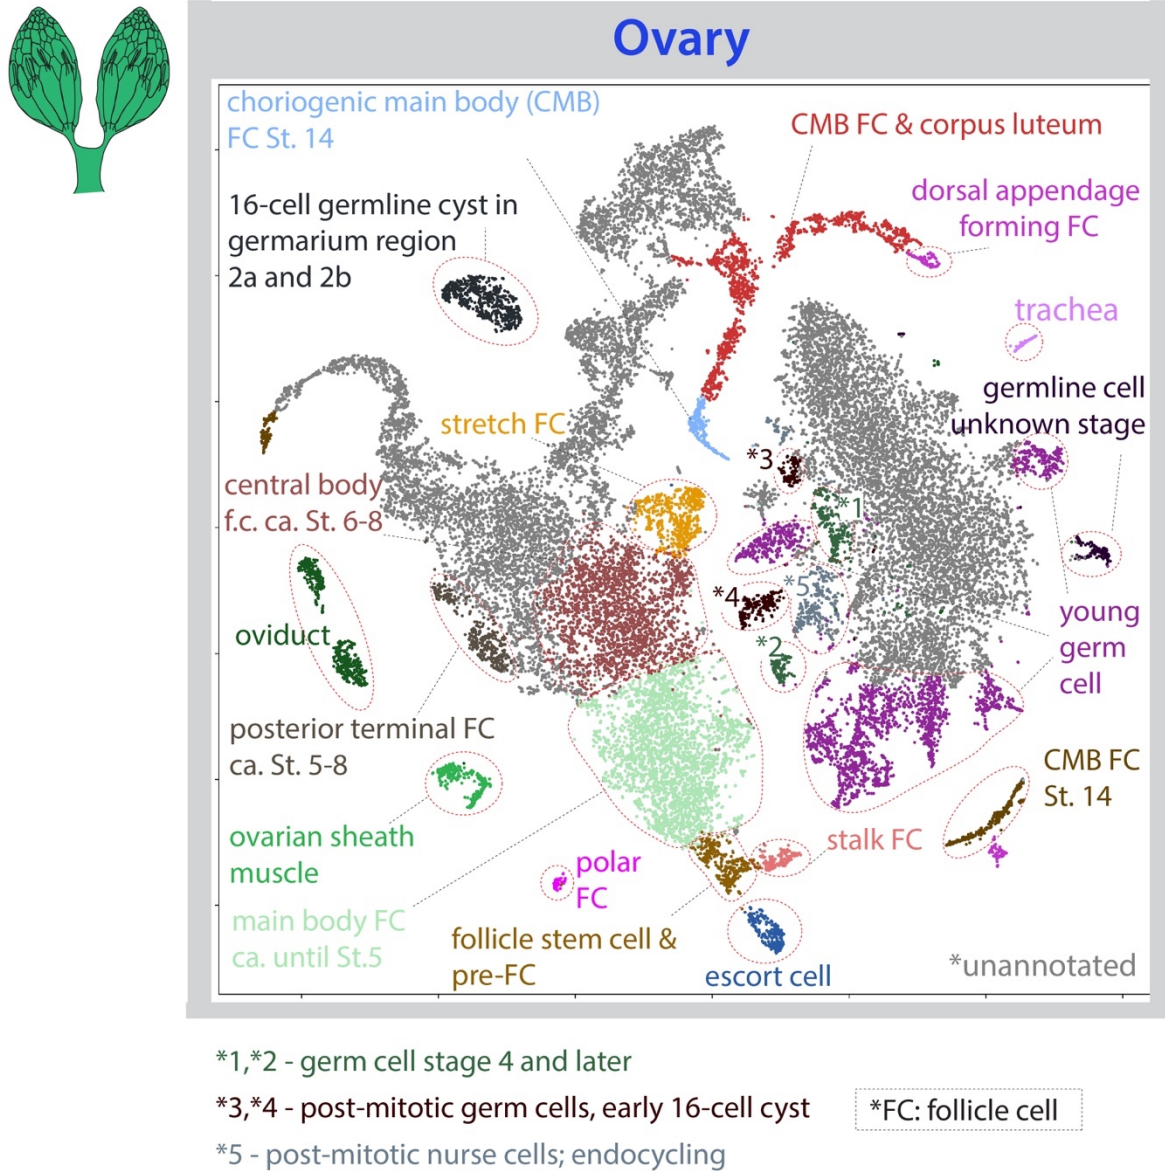 Ovary
choriogenic main body (CMB)
FC St. 14
CMB FC & corpus luteum
dorsal appendage
forming FC
16-cell germline cyst in
germarium region
2a and 2b
trachea
germline cell
unknown stage
stretch FC
*3
central body
f.c. ca. St. 6-8
*1
*5
*4
young
germ
cell
oviduct
*2
posterior terminal FC
ca. St. 5-8
CMB FC
St. 14
ovarian sheath
muscle
stalk FC
polar
FC
main body FC
ca. until St.5
follicle stem cell &
pre-FC
escort cell
*unannotated
*1,*2 - germ cell stage 4 and later
*3,*4 - post-mitotic germ cells, early 16-cell cyst
*FC: follicle cell
*5 - post-mitotic nurse cells; endocycling